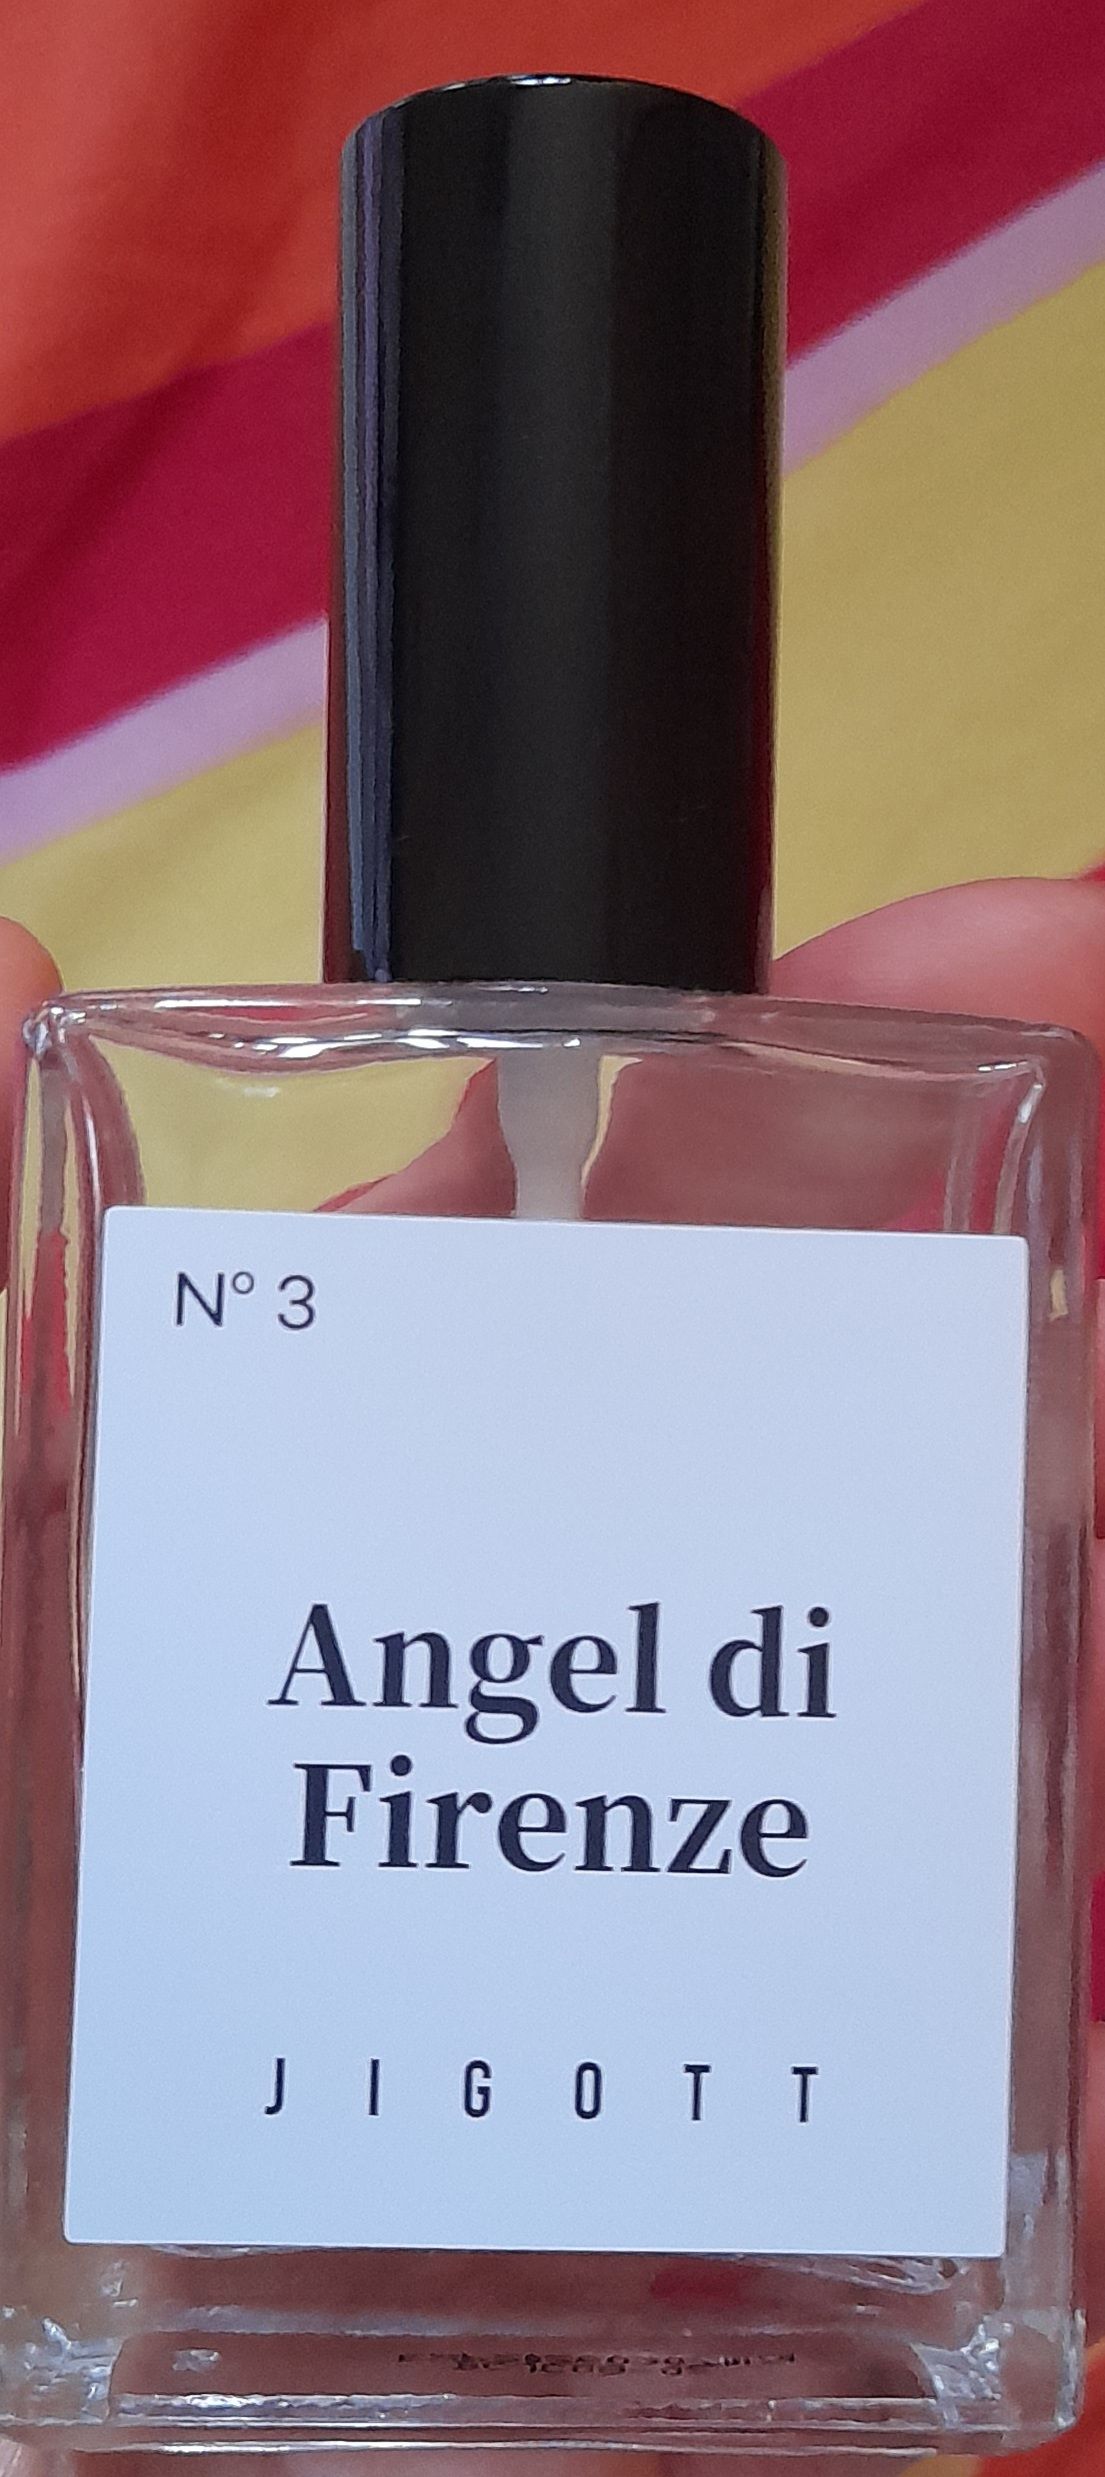 N° 3
Angel di
Firenze
JIGOTT